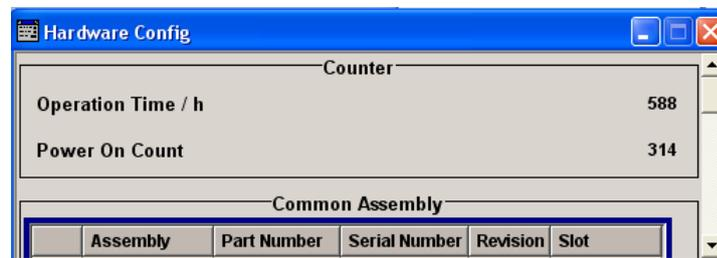 Hardware Config
Counter
Operation Time / h 588
Power On Count 314
Common Assembly
Assembly Part Number Serial Number Revision Slot